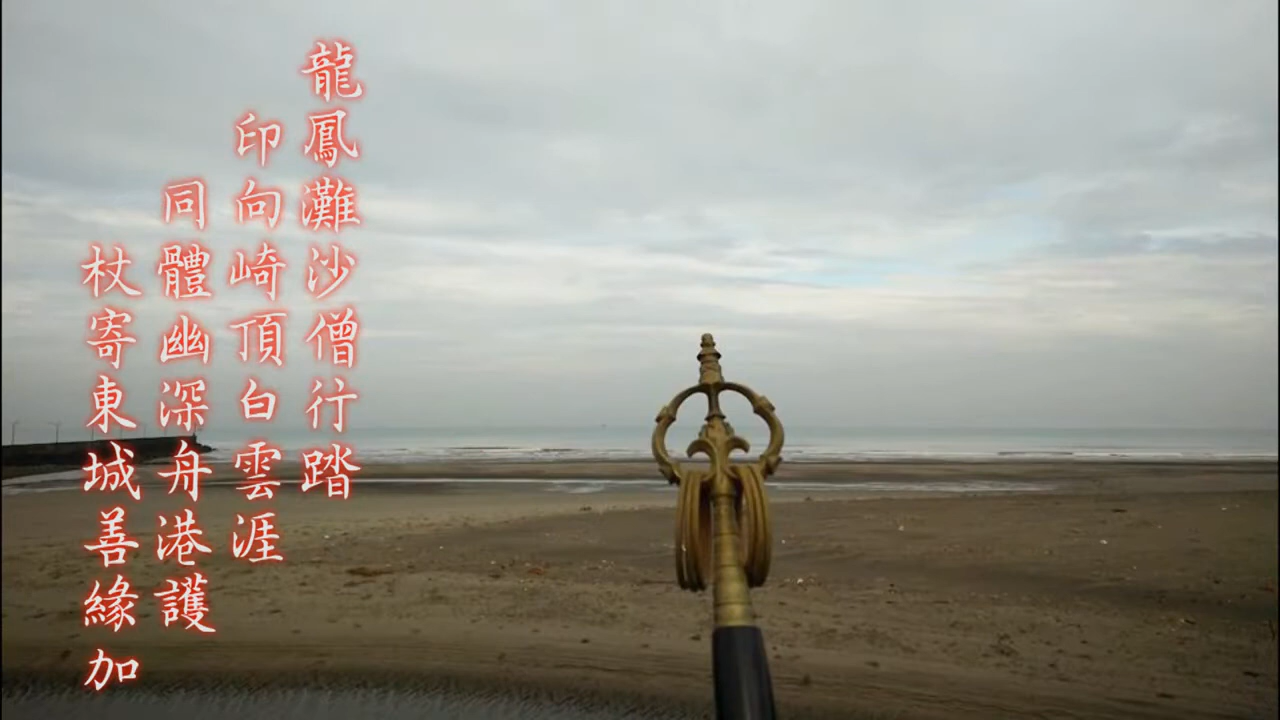 龍鳳灘沙僧行踏
印向崎頂白雲涯
同體幽深舟港護
杖寄東城善緣加